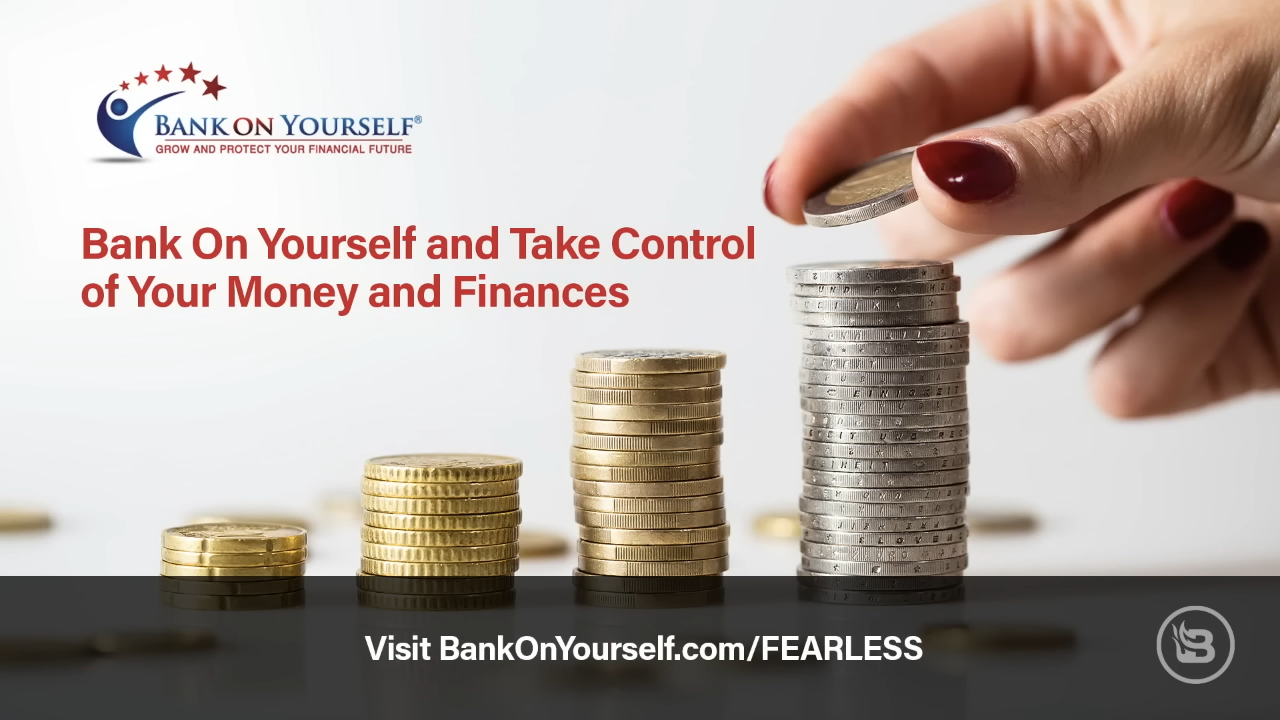 BANK ON YOURSELF®
GROW AND PROTECT YOUR FINANCIAL FUTURE
Bank On Yourself and Take Control
of Your Money and Finances
EINIGKEIT
Visit BankOnYourself.com/FEARLESS
B